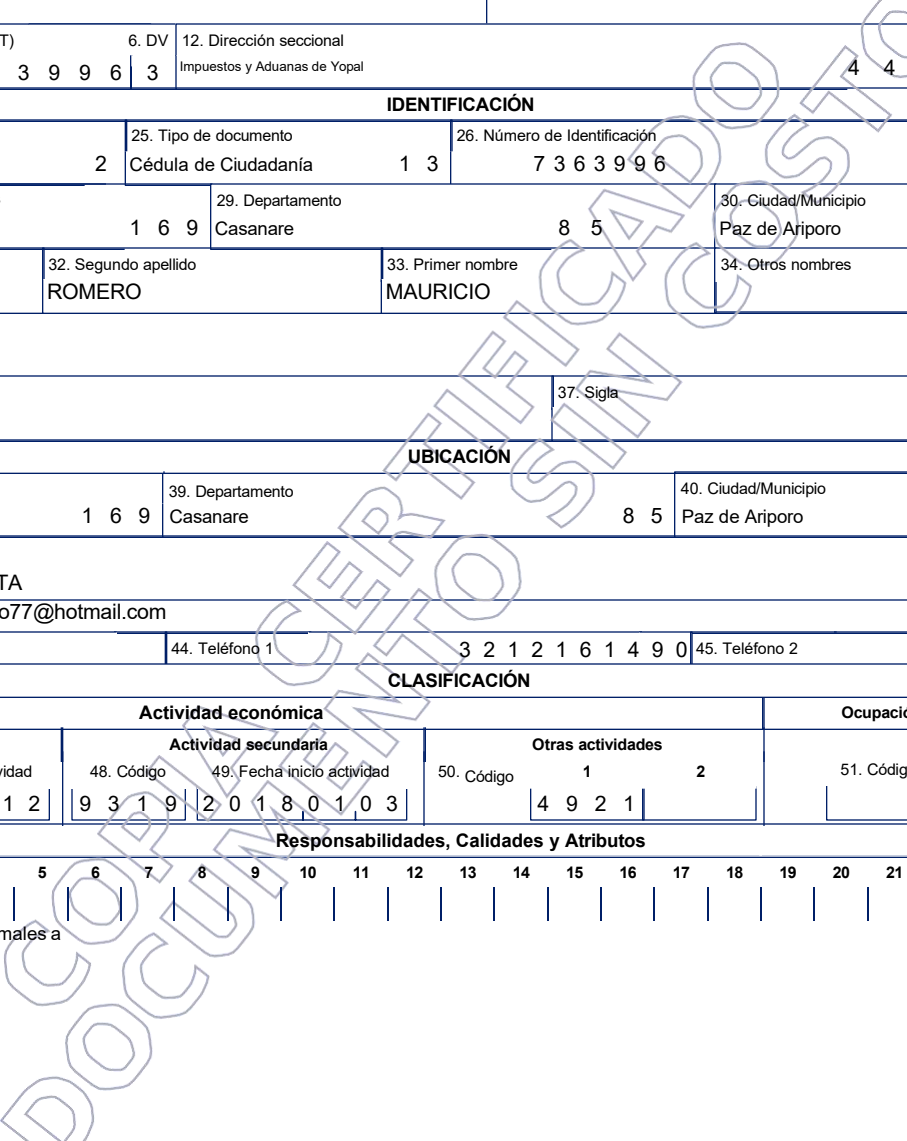 T) 6. DV 12. Dirección seccional
3 9 9 6 3 Impuestos y Aduanas de Yopal 4 4
IDENTIFICACIÓN
25. Tipo de documento 26. Número de Identificación
2 Cédula de Ciudadanía 1 3 7 3 6 3 9 9 6
29. Departamento 30. Ciudad/Municipio
1 6 9 Casanare 8 5 Paz de Ariporo
32. Segundo apellido 33. Primer nombre 34. Otros nombres
ROMERO MAURICIO
37. Sigla
UBICACIÓN
39. Departamento 40. Ciudad/Municipio
1 6 9 Casanare 8 5 Paz de Ariporo
TA
o77@hotmail.com
44. Teléfono 1 3 2 1 2 1 6 1 4 9 0 45. Teléfono 2
CLASIFICACIÓN
Actividad económica Ocupació
Actividad secundaria Otras actividades
vidad 48. Código 49. Fecha inicio actividad 50. Código 1 2 51. Códig
1 2 9 3 1 9 2 0 1 8 0 1 0 3 4 9 2 1
Responsabilidades, Calidades y Atributos
5 6 7 8 9 10 11 12 13 14 15 16 17 18 19 20 21
males a
COPIA CERTIFICADO
DOCUMENTO SIN COSTO